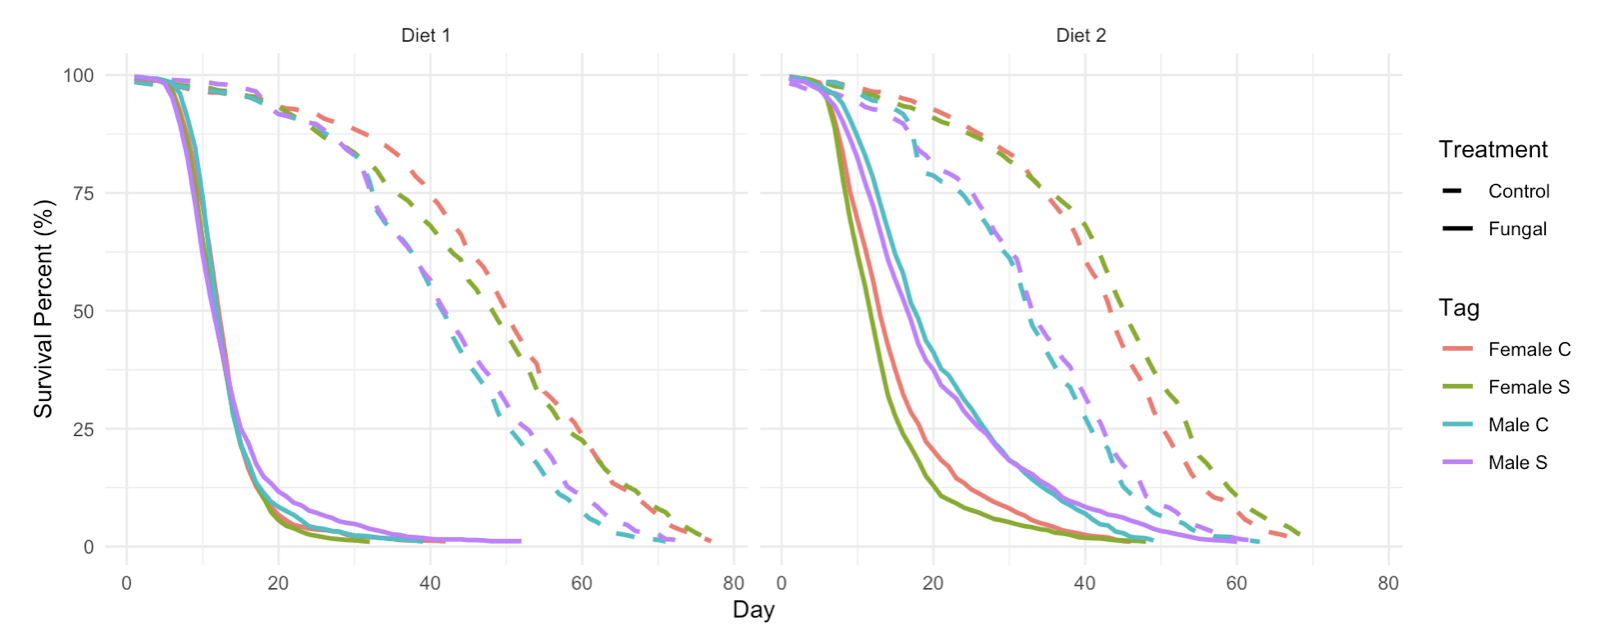 Diet 1
Diet 2
Survival Percent (%)
100
75
50
25
0
0 20 40 60 80
0 20 40 60 80
Day
Treatment
Control
Fungal
Tag
Female C
Female S
Male C
Male S